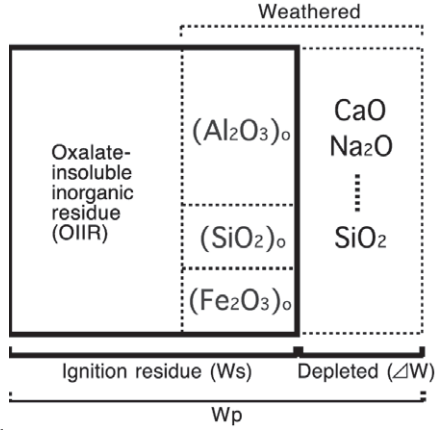 Weathered
Oxalate-
insoluble
inorganic
residue
(OIIR)
(Al2O3)o
(SiO2)o
(Fe2O3)o
CaO
Na2O
SiO2
Ignition residue (Ws)
Depleted (⊿W)
Wp